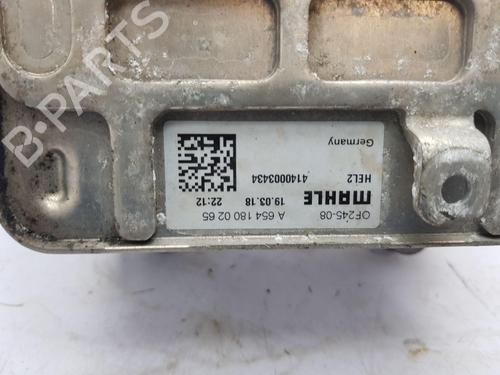 B-PARTS
OF245-08 A 654 180 02 65
MAHLE 19.03.18 22:12
HEL2 4140003434
Germany